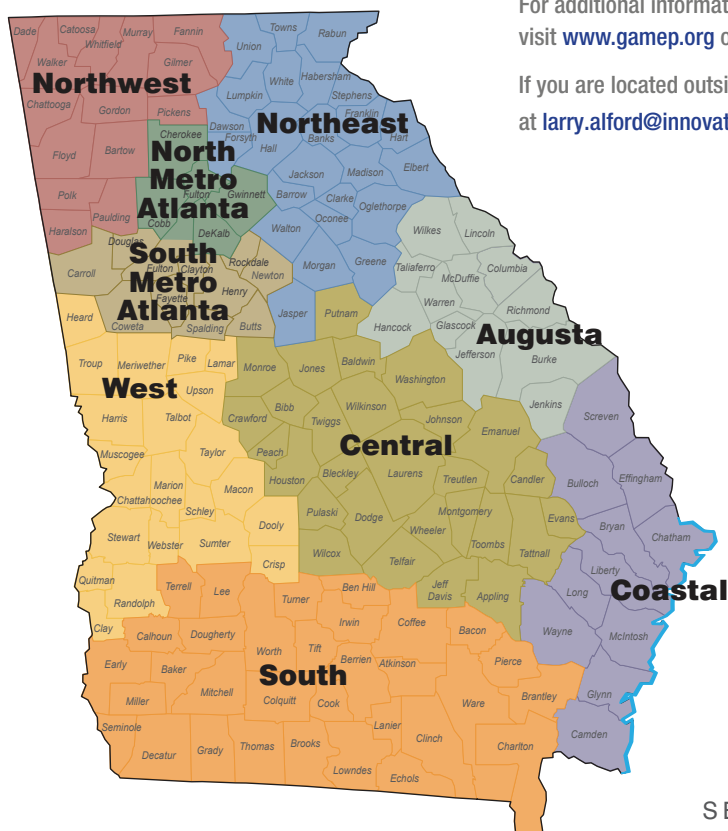 For additional informat
visit www.gamep.org o
If you are located outsi
at larry.alford@innovat
Dade
Catoosa
Whitfield
Murray
Fannin
Walker
Gilmer
Northwest
Chattooga
Gordon
Pickens
Floyd
Bartow
Polk
Paulding
Haralson
Towns
Rabun
Union
White
Habersham
Lumpkin
Stephens
Franklin
Dawson
Northeast
Hart
Forsyth
Banks
Hall
Elbert
Jackson
Madison
Barrow
Clarke
Oglethorpe
Oconee
Walton
Morgan
Greene
Jasper
Cherokee
North
Metro
Atlanta
Fulton
Gwinnett
Cobb
DeKalb
Douglas
South
Metro
Atlanta
Carroll
Fulton
Clayton
Rockdale
Newton
Fayette
Henry
Coweta
Spalding
Butts
Wilkes
Lincoln
Taliaferro
McDuffie
Columbia
Warren
Richmond
Hancock
Glascock
Augusta
Jefferson
Burke
Jenkins
Heard
Troup
Meriwether
Pike
Lamar
West
Upson
Harris
Talbot
Muscogee
Taylor
Marion
Chattahoochee
Macon
Schley
Stewart
Webster
Sumter
Dooly
Crisp
Quitman
Randolph
Clay
Putnam
Monroe
Jones
Baldwin
Washington
Bibb
Wilkinson
Crawford
Twiggs
Johnson
Emanuel
Central
Peach
Houston
Bleckley
Laurens
Treutlen
Candler
Pulaski
Dodge
Montgomery
Evans
Wheeler
Toombs
Tattnall
Wilcox
Telfair
Jeff
Davis
Appling
Screven
Bulloch
Effingham
Bryan
Chatham
Liberty
Long
Coastal
Wayne
McIntosh
Glynn
Camden
Terrell
Lee
Turner
Ben Hill
Irwin
Coffee
Bacon
Calhoun
Dougherty
Worth
Tift
Early
Baker
Berrien
Atkinson
Pierce
South
Mitchell
Colquitt
Cook
Ware
Brantley
Miller
Seminole
Lanier
Clinch
Charlton
Decatur
Grady
Thomas
Brooks
Lowndes
Echols
SE